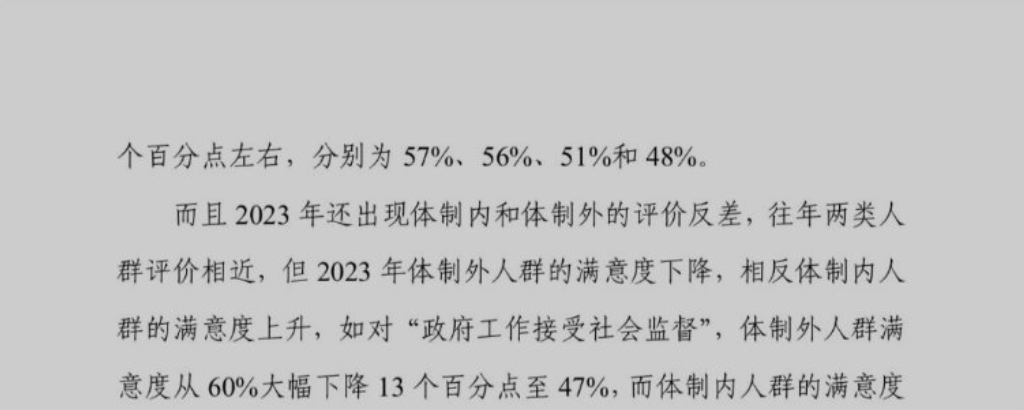 个百分点左右，分别为 57%、56%、51%和 48%。
而且 2023 年还出现体制内和体制外的评价反差，往年两类人
群评价相近，但 2023 年体制外人群的满意度下降，相反体制内人
群的满意度上升，如对“政府工作接受社会监督”，体制外人群满
意度从 60%大幅下降 13 个百分点至 47%，而体制内人群的满意度